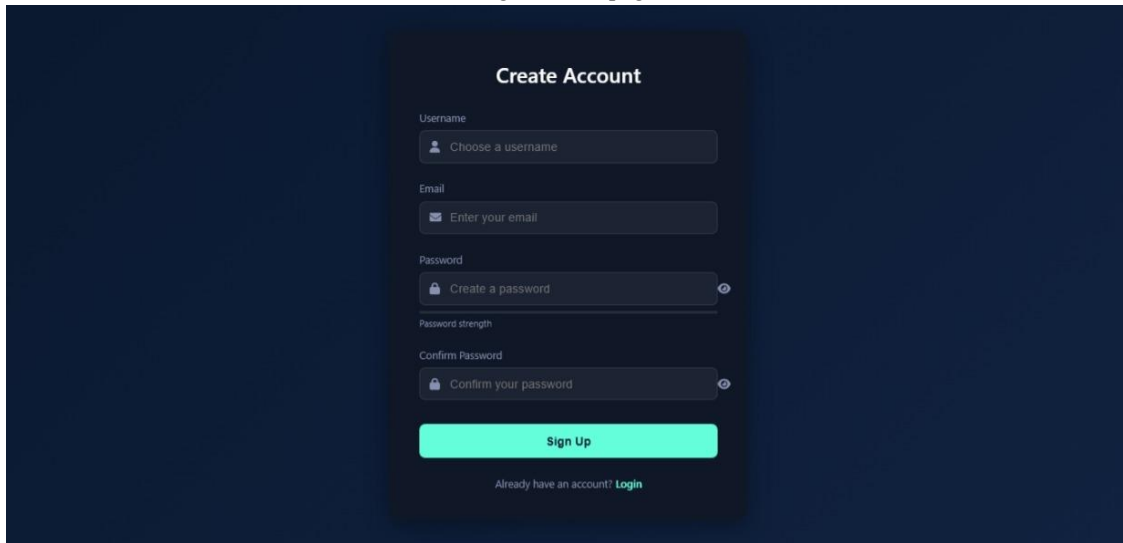 Create Account
Username
Choose a username
Email
Enter your email
Password
Create a password
Password strength
Confirm Password
Confirm your password
Sign Up
Already have an account? Login